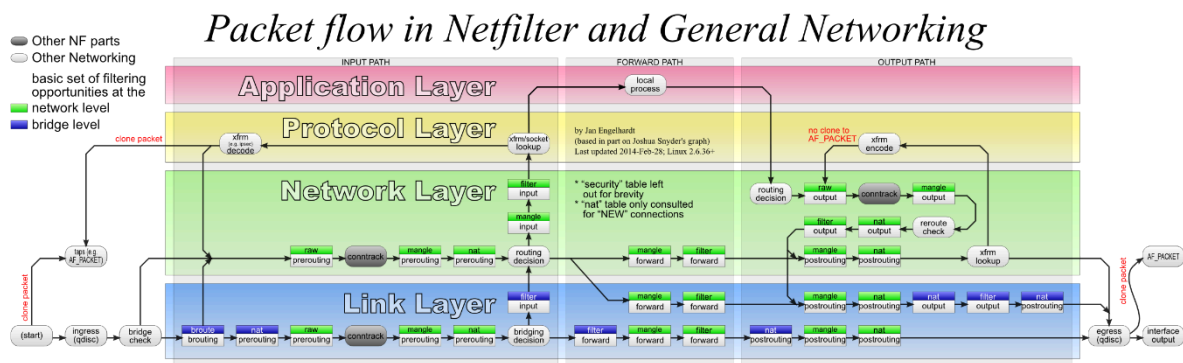 Packet flow in Netfilter and General Networking
Other NF parts
Other Networking
basic set of filtering
opportunities at the
network level
bridge level
INPUT PATH
FORWARD PATH
OUTPUT PATH
Application Layer
local
process
Protocol Layer
clone packet
xfrm
(e.g. ipsec)
decode
xfrm/socket
lookup
by Jan Engelhardt
(based in part on Joshua Snyder's graph)
Last updated 2014-Feb-28; Linux 2.6.36+
no clone to
AF_PACKET
xfrm
encode
Network Layer
filter
input
mangle
input
* "security" table left
out for brevity
* "nat" table only consulted
for "NEW" connections
routing
decision
raw
output
conntrack
mangle
output
filter
output
nat
output
reroute
check
taps (e.g.
AF_PACKET)
raw
prerouting
conntrack
mangle
prerouting
nat
prerouting
routing
decision
mangle
forward
filter
forward
mangle
postrouting
nat
postrouting
xfrm
lookup
AF_PACKET
clone packet
clone packet
Link Layer
filter
input
mangle
forward
filter
forward
mangle
postrouting
nat
postrouting
nat
output
filter
output
nat
postrouting
(start)
ingress
(qdisc)
bridge
check
broute
brouting
nat
prerouting
raw
prerouting
conntrack
mangle
prerouting
nat
prerouting
bridging
decision
filter
forward
mangle
forward
filter
forward
nat
postrouting
mangle
postrouting
nat
postrouting
egress
(qdisc)
interface
output